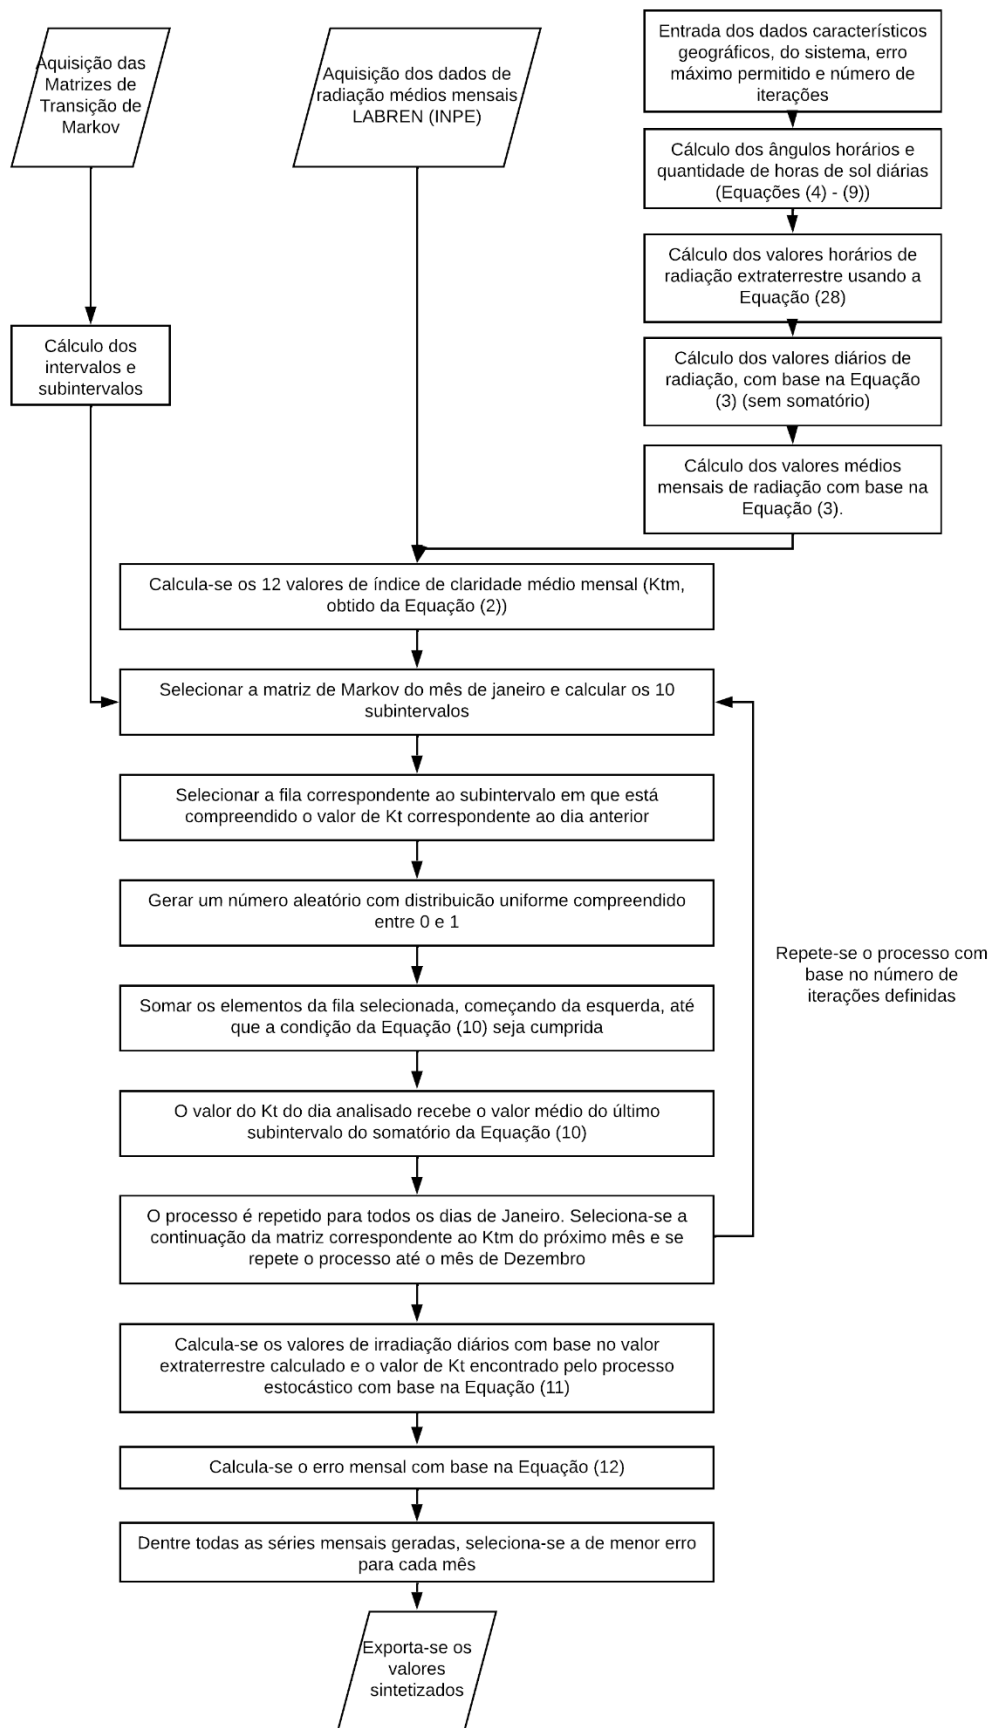 Aquisição das
Matrizes de
Transição de
Markov
Aquisição dos dados de
radiação médios mensais
LABREN (INPE)
Entrada dos dados característicos
geográficos, do sistema, erro
máximo permitido e número de
iterações
Cálculo dos ângulos horários e
quantidade de horas de sol diárias
(Equações (4) - (9))
Cálculo dos valores horários de
radiação extraterrestre usando a
Equação (28)
Cálculo dos
intervalos e
subintervalos
Cálculo dos valores diários de
radiação, com base na Equação
(3) (sem somatório)
Cálculo dos valores médios
mensais de radiação com base na
Equação (3).
Calcula-se os 12 valores de índice de claridade médio mensal (Ktm,
obtido da Equação (2))
Selecionar a matriz de Markov do mês de janeiro e calcular os 10
subintervalos
Selecionar a fila correspondente ao subintervalo em que está
compreendido o valor de Kt correspondente ao dia anterior
Gerar um número aleatório com distribuicão uniforme compreendido
entre 0 e 1
Repete-se o processo com
base no número de
iterações definidas
Somar os elementos da fila selecionada, começando da esquerda, até
que a condição da Equação (10) seja cumprida
O valor do Kt do dia analisado recebe o valor médio do último
subintervalo do somatório da Equação (10)
O processo é repetido para todos os dias de Janeiro. Seleciona-se a
continuação da matriz correspondente ao Ktm do próximo mês e se
repete o processo até o mês de Dezembro
Calcula-se os valores de irradiação diários com base no valor
extraterrestre calculado e o valor de Kt encontrado pelo processo
estocástico com base na Equação (11)
Calcula-se o erro mensal com base na Equação (12)
Dentre todas as séries mensais geradas, seleciona-se a de menor erro
para cada mês
Exporta-se os
valores
sintetizados